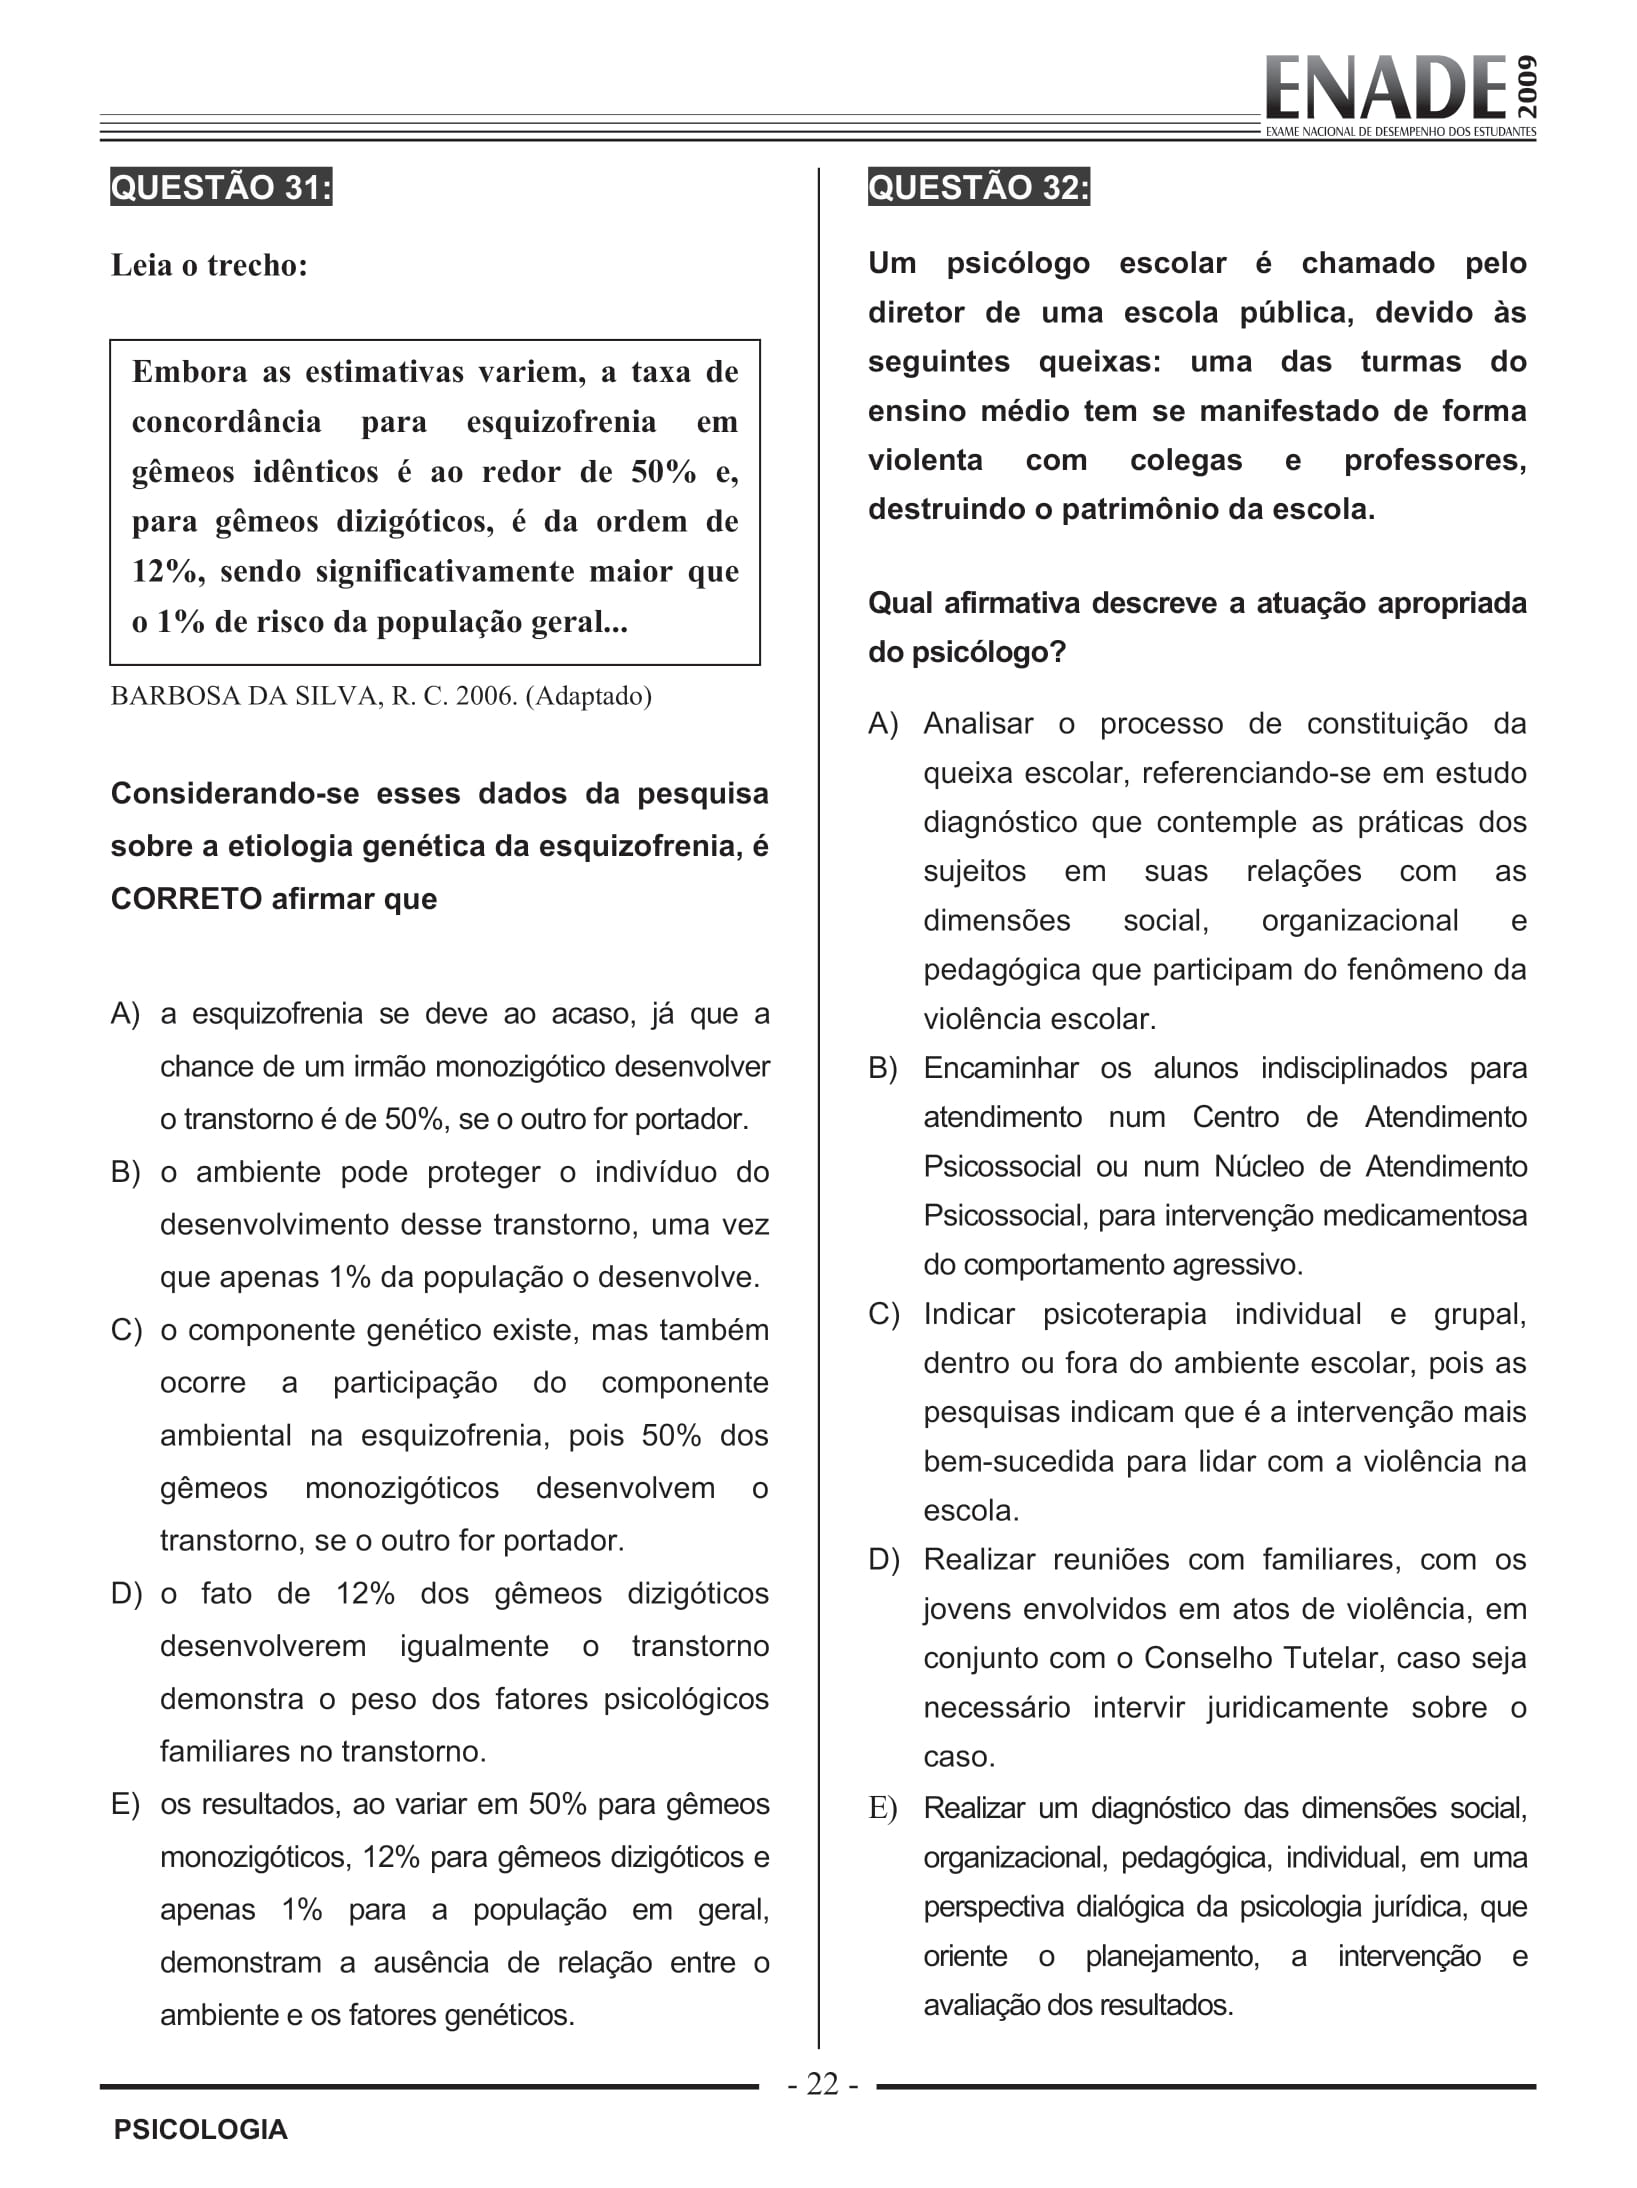 ENADE 2009
EXAME NACIONAL DE DESEMPENHO DOS ESTUDANTES
QUESTÃO 31:
Leia o trecho:
Embora as estimativas variem, a taxa de
concordância para esquizofrenia em
gêmeos idênticos é ao redor de 50% e,
para gêmeos dizigóticos, é da ordem de
12%, sendo significativamente maior que
o 1% de risco da população geral...
BARBOSA DA SILVA, R. C. 2006. (Adaptado)
Considerando-se esses dados da pesquisa
sobre a etiologia genética da esquizofrenia, é
CORRETO afirmar que
A) a esquizofrenia se deve ao acaso, já que a
chance de um irmão monozigótico desenvolver
o transtorno é de 50%, se o outro for portador.
B) o ambiente pode proteger o indivíduo do
desenvolvimento desse transtorno, uma vez
que apenas 1% da população o desenvolve.
C) o componente genético existe, mas também
ocorre a participação do componente
ambiental na esquizofrenia, pois 50% dos
gêmeos monozigóticos desenvolvem o
transtorno, se o outro for portador.
D) o fato de 12% dos gêmeos dizigóticos
desenvolverem igualmente o transtorno
demonstra o peso dos fatores psicológicos
familiares no transtorno.
E) os resultados, ao variar em 50% para gêmeos
monozigóticos, 12% para gêmeos dizigóticos e
apenas 1% para a população em geral,
demonstram a ausência de relação entre o
ambiente e os fatores genéticos.
QUESTÃO 32:
Um psicólogo escolar é chamado pelo
diretor de uma escola pública, devido às
seguintes queixas: uma das turmas do
ensino médio tem se manifestado de forma
violenta com colegas e professores,
destruindo o patrimônio da escola.
Qual afirmativa descreve a atuação apropriada
do psicólogo?
A) Analisar o processo de constituição da
queixa escolar, referenciando-se em estudo
diagnóstico que contemple as práticas dos
sujeitos em suas relações com as
dimensões social, organizacional e
pedagógica que participam do fenômeno da
violência escolar.
B) Encaminhar os alunos indisciplinados para
atendimento num Centro de Atendimento
Psicossocial ou num Núcleo de Atendimento
Psicossocial, para intervenção medicamentosa
do comportamento agressivo.
C) Indicar psicoterapia individual e grupal,
dentro ou fora do ambiente escolar, pois as
pesquisas indicam que é a intervenção mais
bem-sucedida para lidar com a violência na
escola.
D) Realizar reuniões com familiares, com os
jovens envolvidos em atos de violência, em
conjunto com o Conselho Tutelar, caso seja
necessário intervir juridicamente sobre o
caso.
E) Realizar um diagnóstico das dimensões social,
organizacional, pedagógica, individual, em uma
perspectiva dialógica da psicologia jurídica, que
oriente o planejamento, a intervenção e
avaliação dos resultados.
- 22 -
PSICOLOGIA